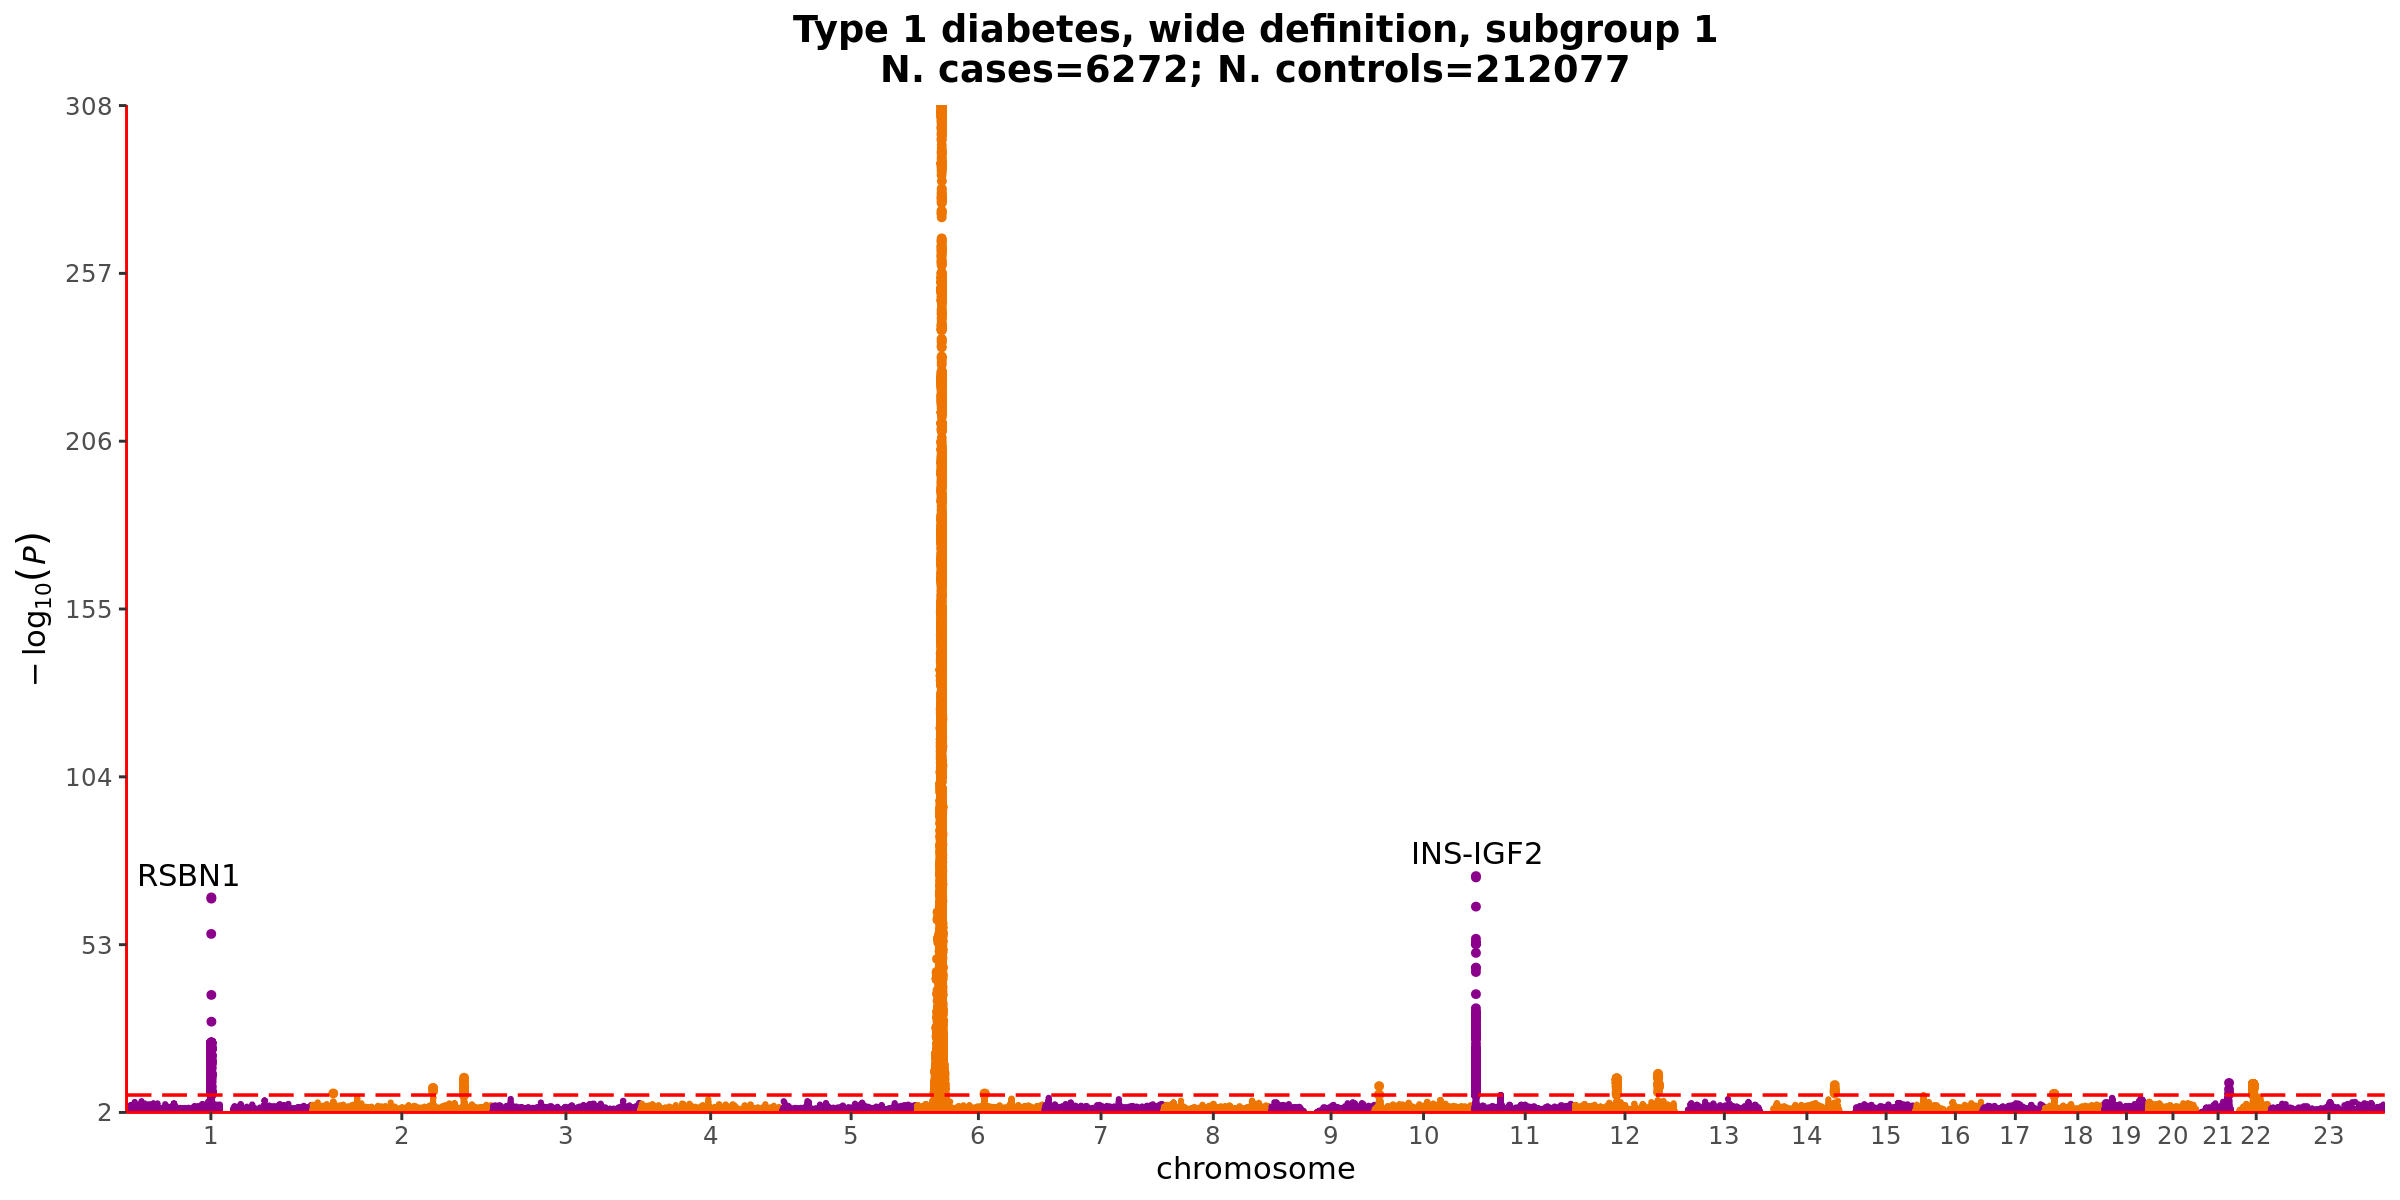 Type 1 diabetes, wide definition, subgroup 1
N. cases=6272; N. controls=212077
308
257
206
155
104
53
2
− log10(P)
RSBN1
INS-IGF2
1 2 3 4 5 6 7 8 9 10 11 12 13 14 15 16 17 18 19 20 21 22 23
chromosome